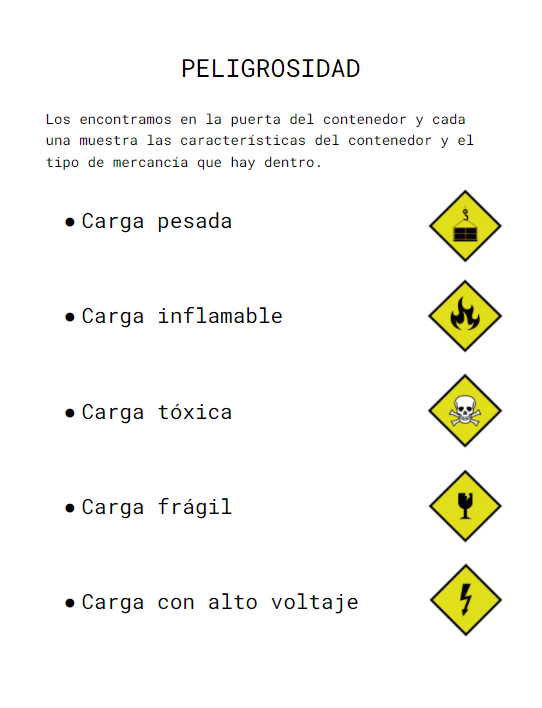 PELIGROSIDAD
Los encontramos en la puerta del contenedor y cada
una muestra las características del contenedor y el
tipo de mercancía que hay dentro.
● Carga pesada
● Carga inflamable
● Carga tóxica
● Carga frágil
● Carga con alto voltaje